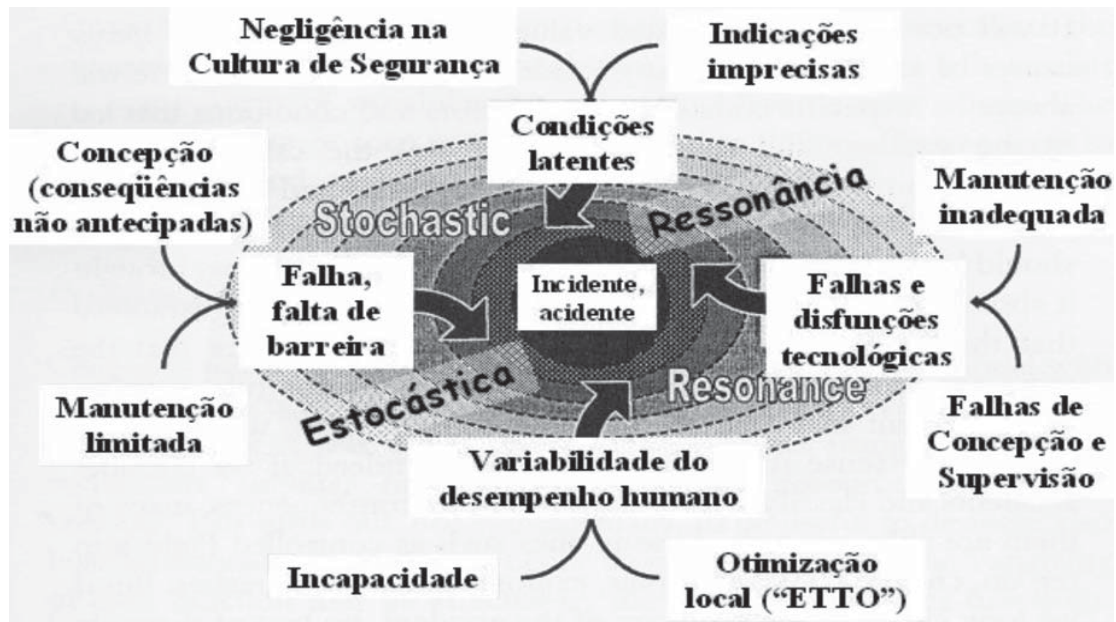 Negligência na
Cultura de Segurança
Indicações
imprecisas
Condições
latentes
Concepção
(conseqüências
não antecipadas)
Manutenção
inadequada
Stochastic
Ressonância
Falha,
falta de
barreira
Incidente,
acidente
Falhas e
disfunções
tecnológicas
Estocástica
Resonance
Manutenção
limitada
Falhas de
Concepção e
Supervisão
Variabilidade do
desempenho humano
Incapacidade
Otimização
local (“ETTO”)